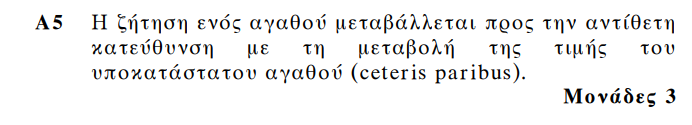 A5 Η ζήτηση ενός αγαθού μεταβάλλεται προς την αντίθετη
κατεύθυνση με τη μεταβολή της τιμής του
υποκατάστατου αγαθού (ceteris paribus).
Μονάδες 3